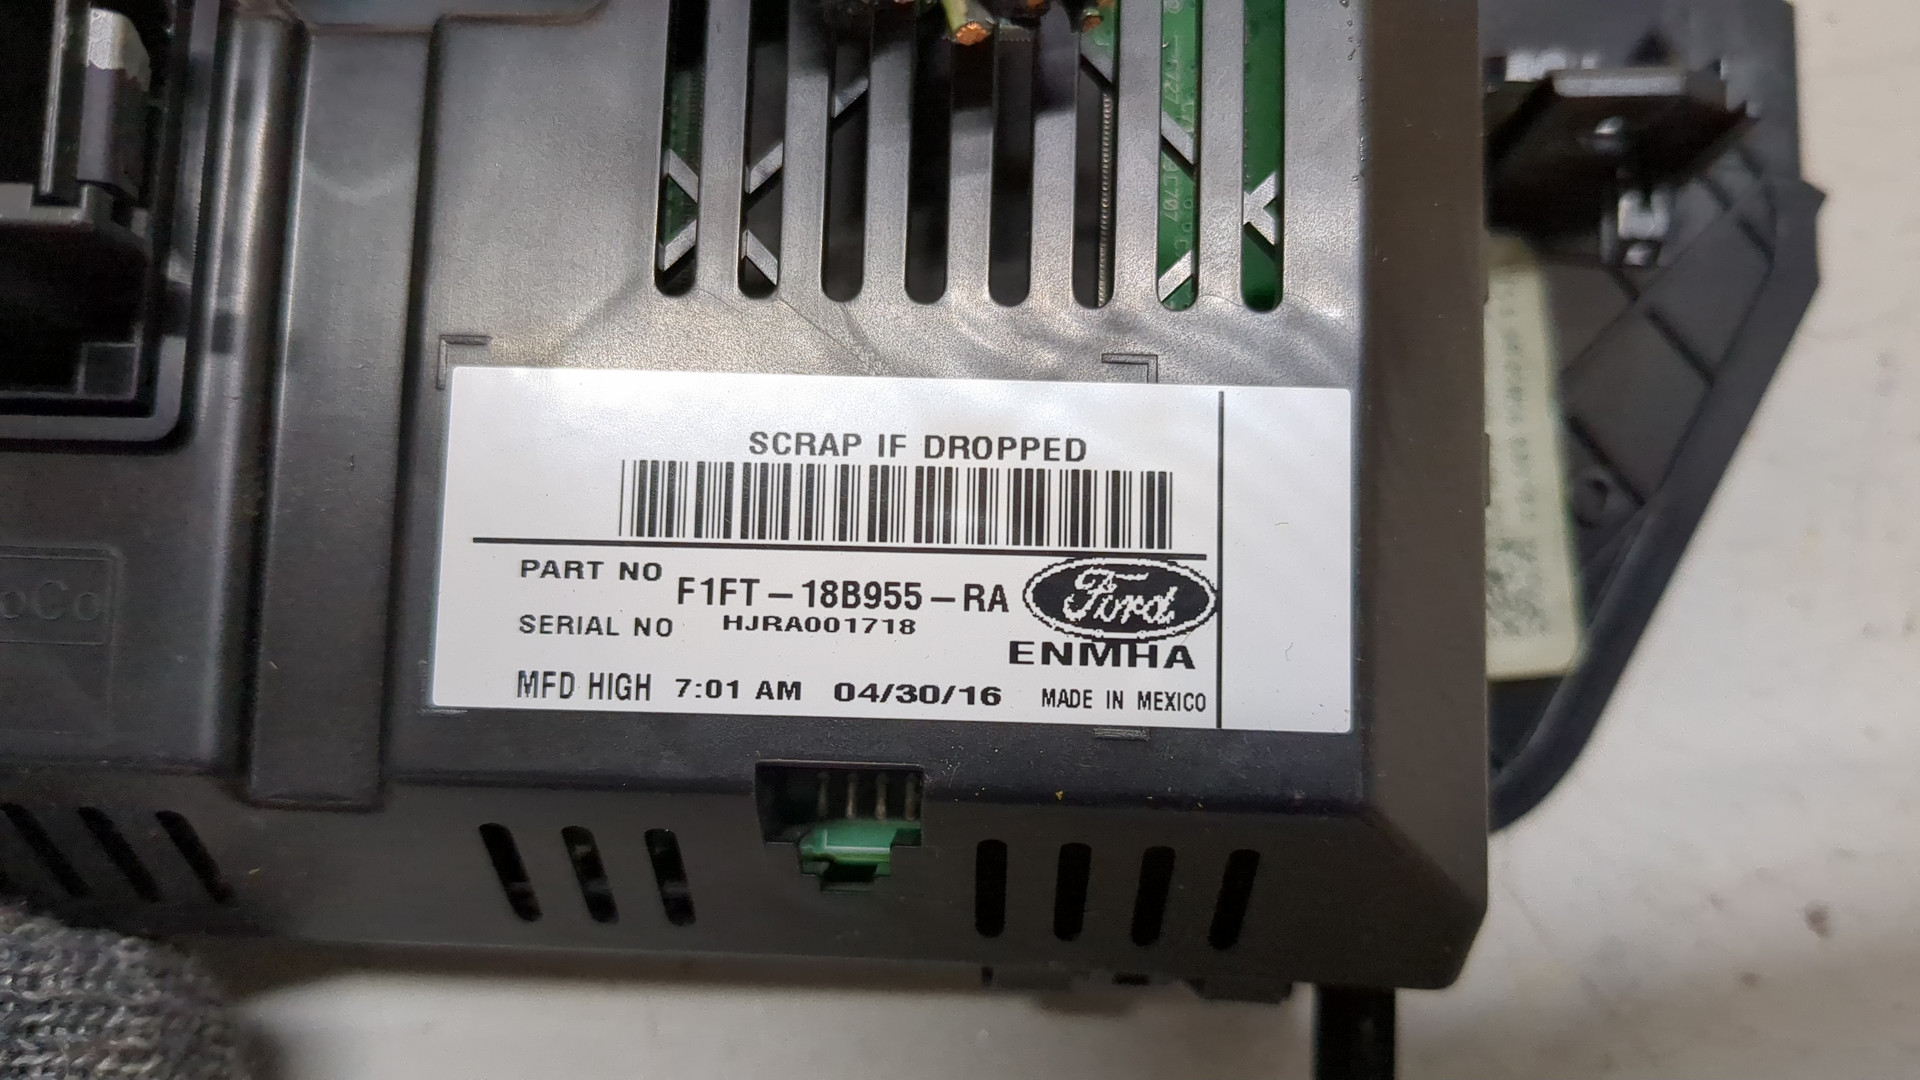 SCRAP IF DROPPED
PART NO F1FT-18B955-RA
Ford
SERIAL NO HJRA001718
ENMHA
MFD HIGH 7:01 AM 04/30/16 MADE IN MEXICO